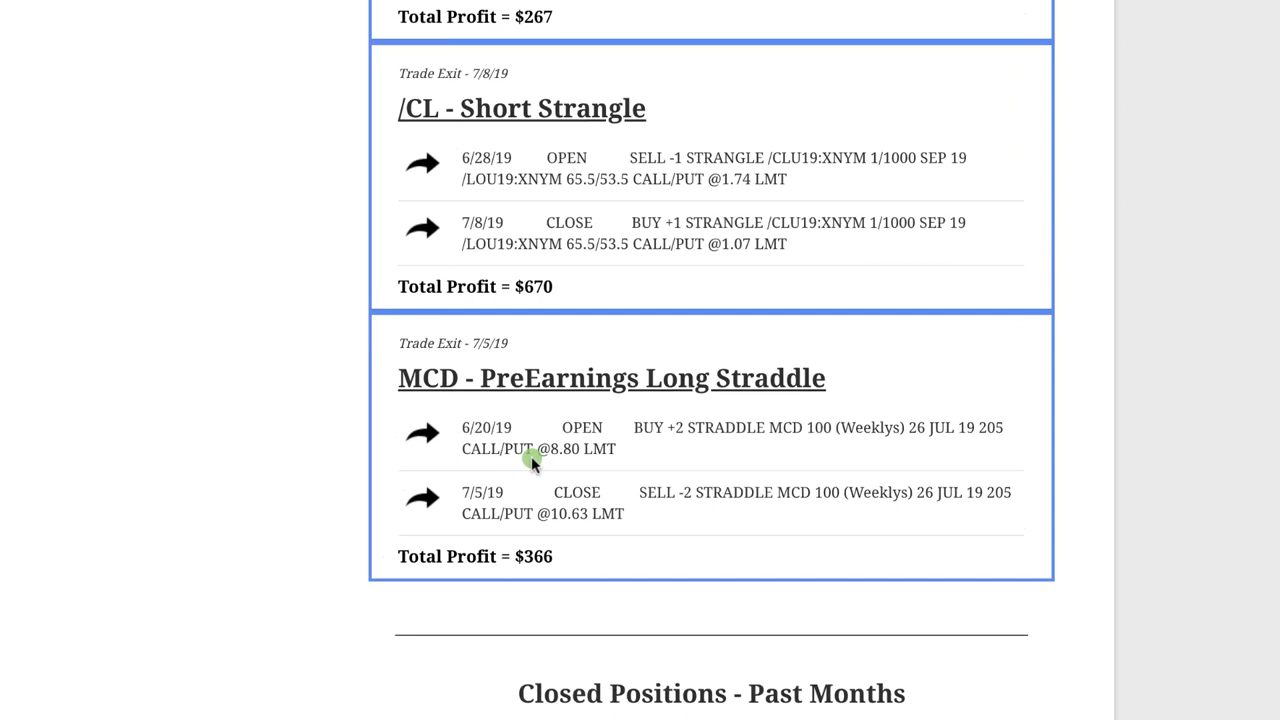 Total Profit = $267
Trade Exit - 7/8/19
/CL - Short Strangle
6/28/19 OPEN SELL -1 STRANGLE /CLU19:XNYM 1/1000 SEP 19
/LOU19:XNYM 65.5/53.5 CALL/PUT @1.74 LMT
7/8/19 CLOSE BUY +1 STRANGLE /CLU19:XNYM 1/1000 SEP 19
/LOU19:XNYM 65.5/53.5 CALL/PUT @1.07 LMT
Total Profit = $670
Trade Exit - 7/5/19
MCD - PreEarnings Long Straddle
6/20/19 OPEN BUY +2 STRADDLE MCD 100 (Weeklys) 26 JUL 19 205
CALL/PUT @8.80 LMT
7/5/19 CLOSE SELL -2 STRADDLE MCD 100 (Weeklys) 26 JUL 19 205
CALL/PUT @10.63 LMT
Total Profit = $366
Closed Positions - Past Months